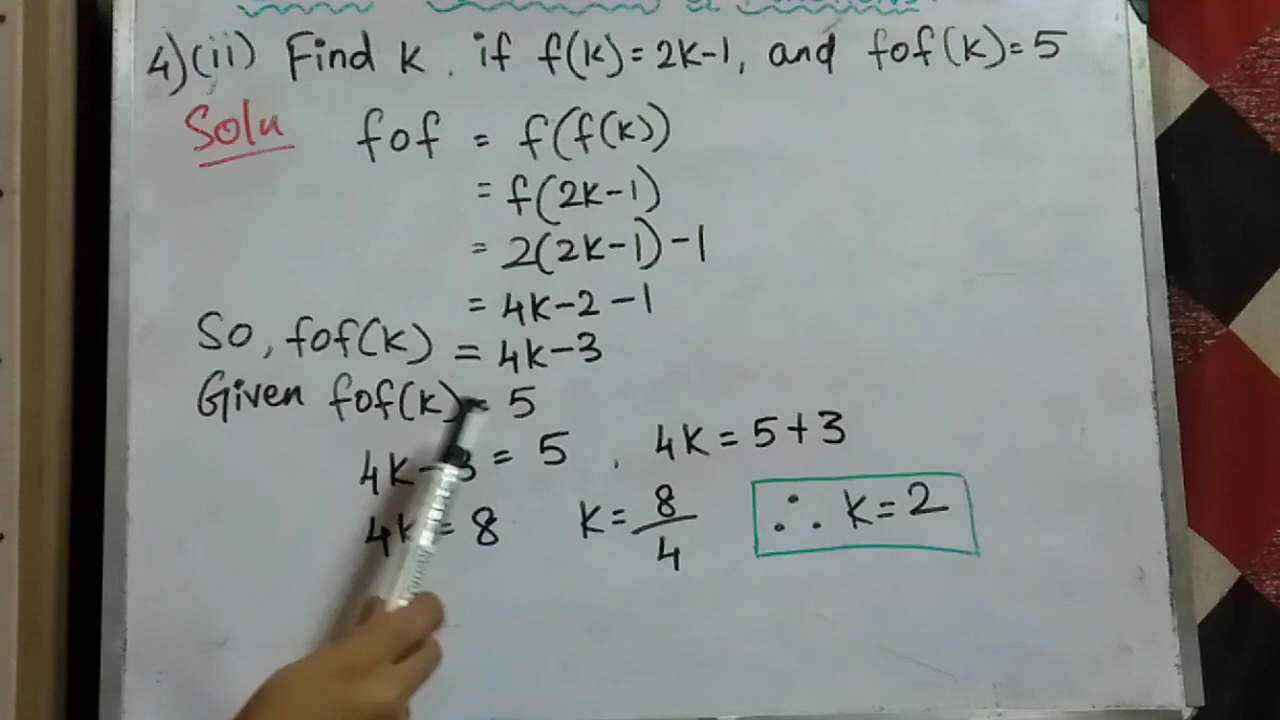 4)(ii) Find k. if f(k)=2k-1, and fof(k)=5
Solu
fof = f(f(k))
= f(2k-1)
= 2(2k-1)-1
= 4k-2-1
So, fof(k) = 4k-3
Given fof(k)= 5
4k-3 = 5 , 4k=5+3
4k = 8 k=8/4 ∴ k=2